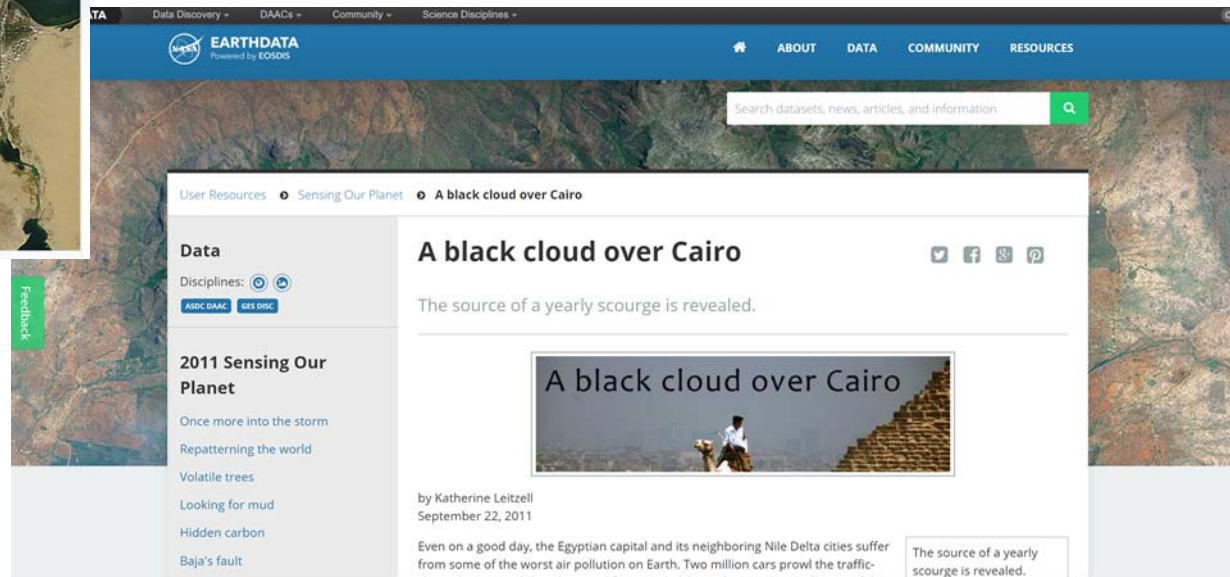 ATA Data Discovery DAACs Community Science Disciplines
NASA
EARTHDATA
Powered by EOSDIS
ABOUT DATA COMMUNITY RESOURCES
Search datasets, news, articles, and information
User Resources Sensing Our Planet A black cloud over Cairo
Feedback
Data
Disciplines:
ASDC DAAC GES DISC
2011 Sensing Our
Planet
Once more into the storm
Repatterning the world
Volatile trees
Looking for mud
Hidden carbon
Baja's fault
A black cloud over Cairo
The source of a yearly scourge is revealed.
A black cloud over Cairo
by Katherine Leitzell
September 22, 2011
Even on a good day, the Egyptian capital and its neighboring Nile Delta cities suffer
from some of the worst air pollution on Earth. Two million cars prowl the traffic-
The source of a yearly
scourge is revealed.